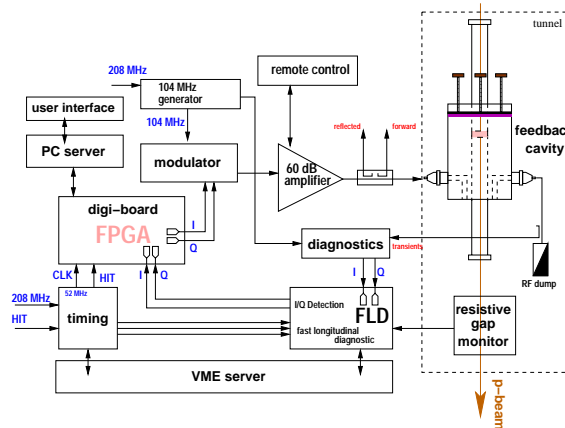 tunnel
208 MHz
104 MHz
generator
remote control
user interface
104 MHz
reflected
forward
PC server
modulator
60 dB
amplifier
feedback
cavity
digi-board
FPGA
I
Q
diagnostics
transients
I
Q
I
Q
CLK
HIT
RF dump
208 MHz
52 MHz
I/Q Detection
HIT
timing
FLD
fast longitudinal
diagnostic
resistive
gap
monitor
VME server
p-beam